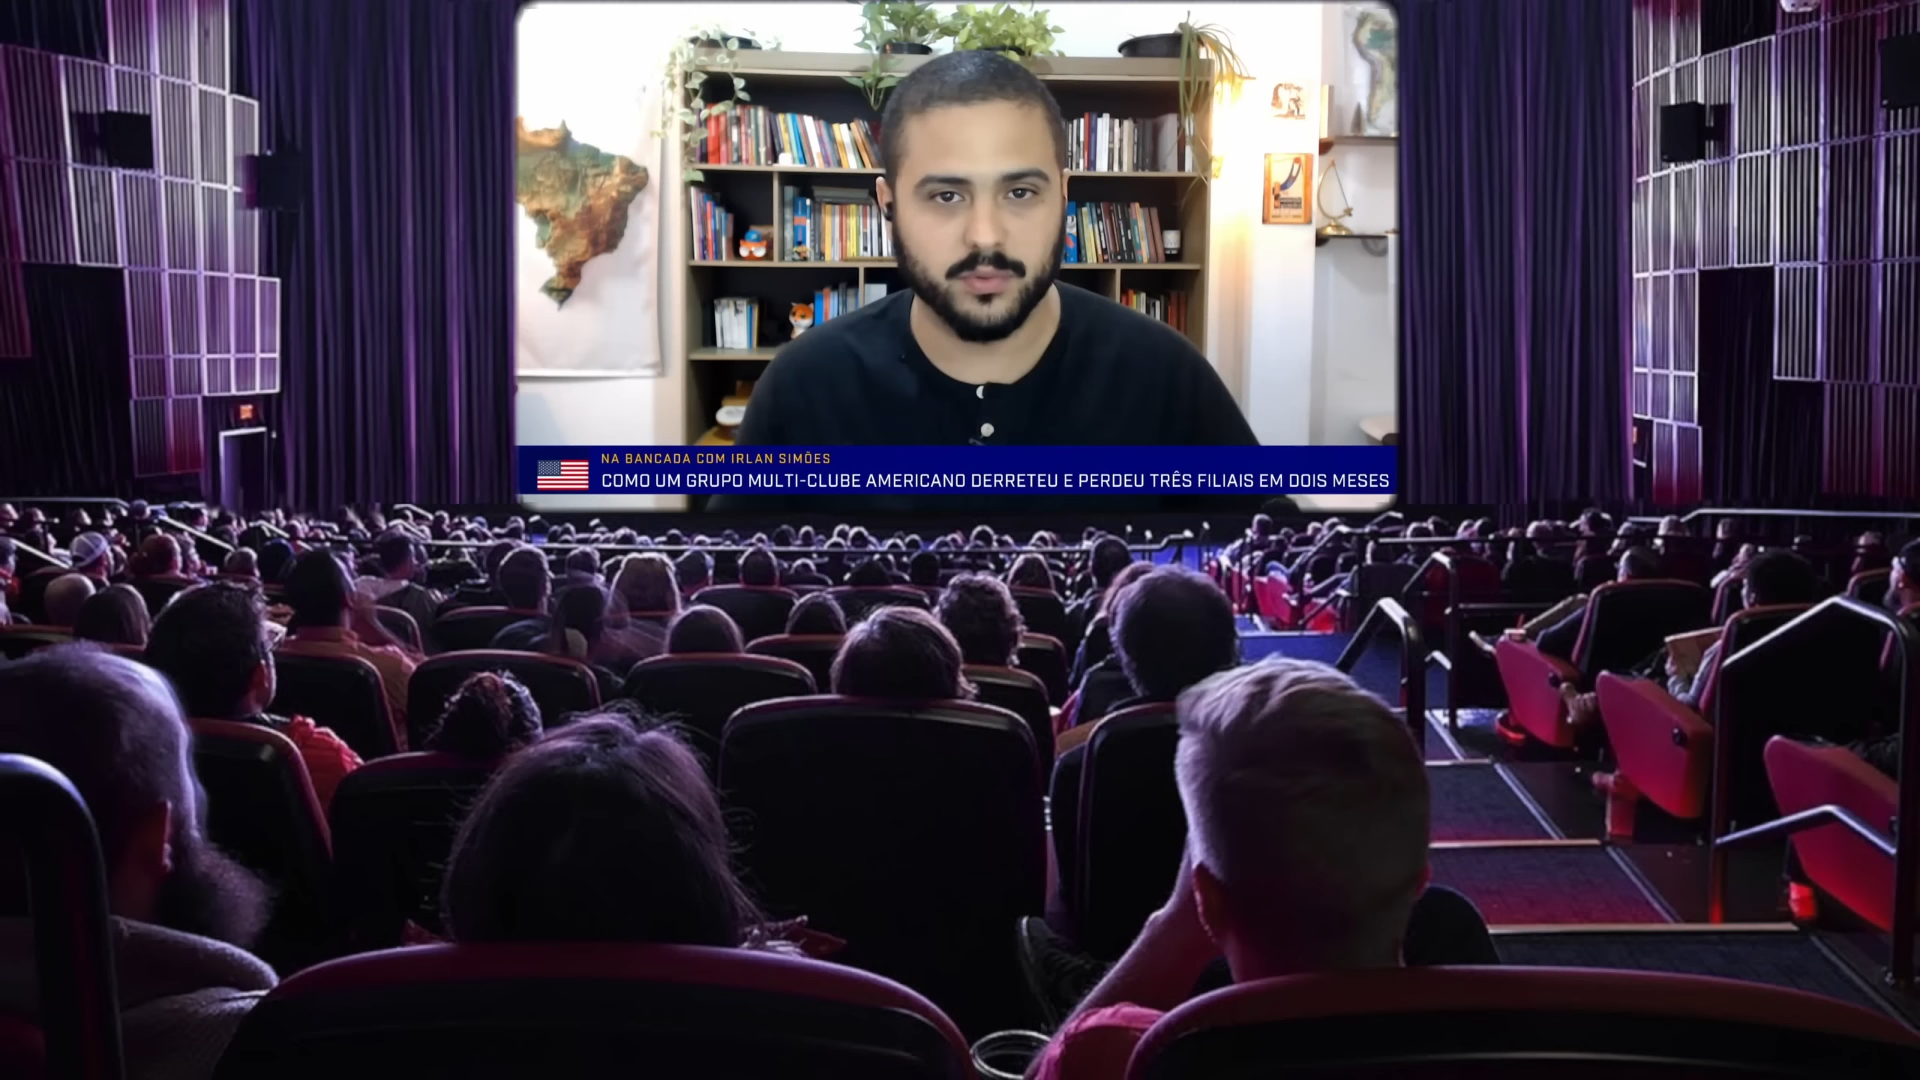 NA BANCADA COM IRLAN SIMÕES
COMO UM GRUPO MULTI-CLUBE AMERICANO DERRETEU E PERDEU TRÊS FILIAIS EM DOIS MESES